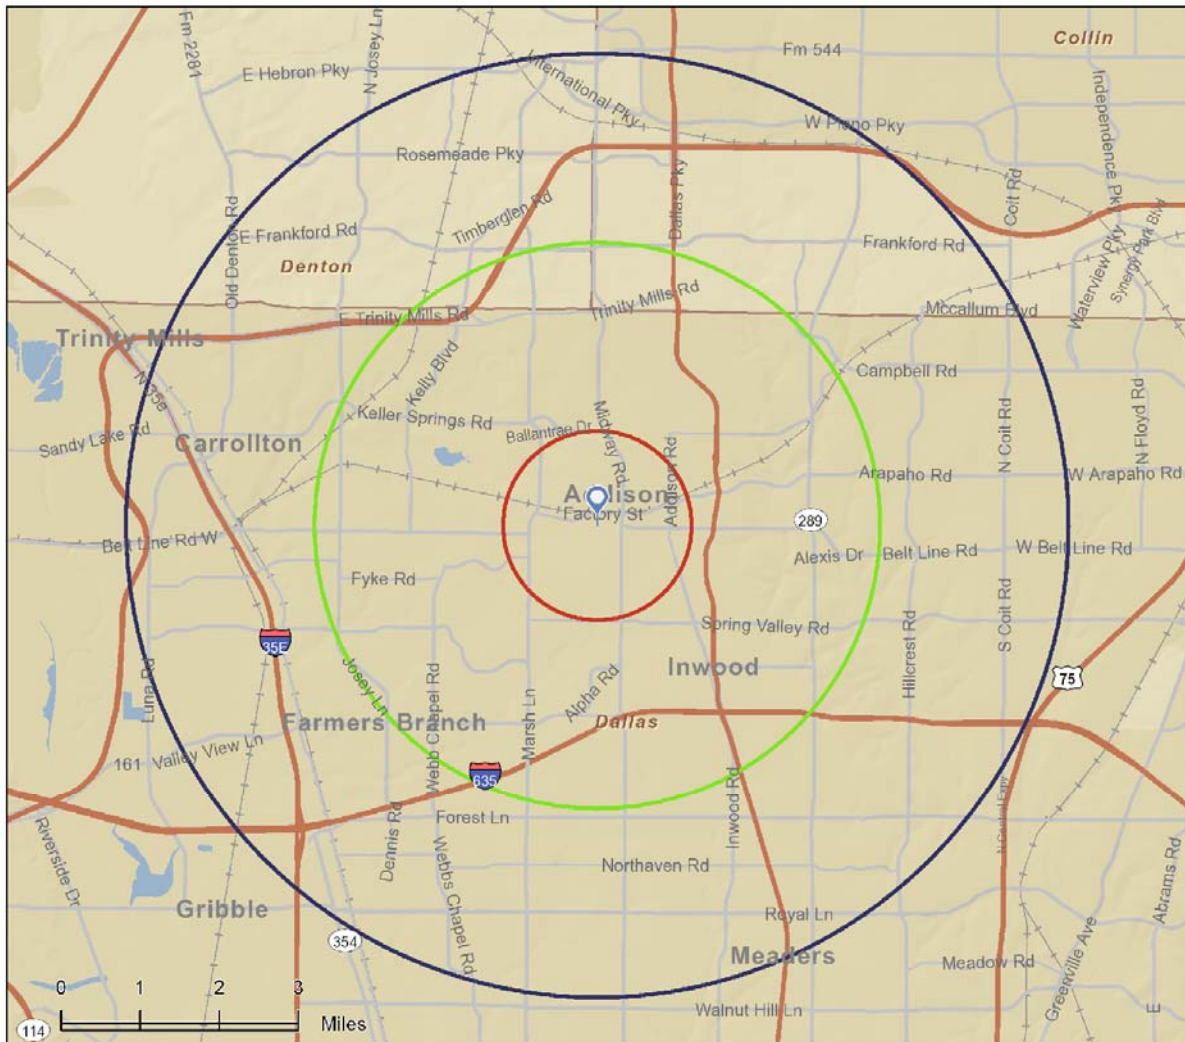 Collin
Fm 2281
N Josey Ln
Fm 544
E Hebron Pky
International Pky
Independence Pky
W Plano Pky
Rosemeade Pky
Dallas Pky
Coit Rd
Old Denton Rd
E Frankford Rd
Timberglen Rd
Frankford Rd
Waterview Pky
Synergy Park Blvd
Denton
Trinity Mills Rd
E Trinity Mills Rd
Mccallum Blvd
Trinity Mills
N 35e
Kelly Blvd
Campbell Rd
Keller Springs Rd
Midway Rd
N Coit Rd
N Floyd Rd
Sandy Lake Rd
Carrollton
Ballantrae Dr
Addison Rd
Arapaho Rd
W Arapaho Rd
Addison
Factory St
289
Belt Line Rd W
Alexis Dr
Belt Line Rd
W Belt Line Rd
Fyke Rd
Spring Valley Rd
S Coit Rd
35E
Hillcrest Rd
Inwood
75
Luna Rd
Josey Ln
Webb Chapel Rd
Alpha Rd
Marsh Ln
Farmers Branch
Dallas
161
Valley View Ln
635
Inwood Rd
N Central Expy
Forest Ln
Riverside Dr
Dennis Rd
Webbs Chapel Rd
Northaven Rd
Abrams Rd
Gribble
Royal Ln
354
Meaders
Meadow Rd
Greenville Ave
0 1 2 3
Miles
Walnut Hill Ln
E
114